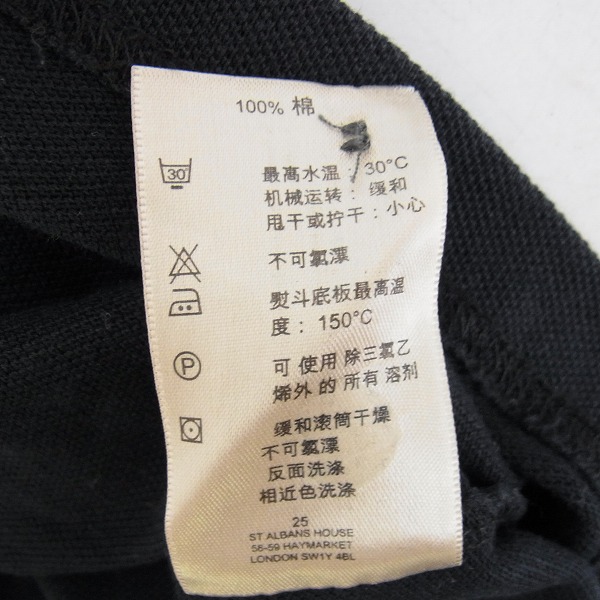 100% 棉
30
最高水温：30°C
机械运转：缓和
甩干或拧干：小心
不可氯漂
熨斗底板最高温
度：150°C
P
可 使用 除三氯乙
烯外 的 所有 溶剂
缓和滚筒干燥
不可氯漂
反面洗涤
相近色洗涤
25
ST ALBANS HOUSE
56-59 HAYMARKET
LONDON SW1Y 4BL